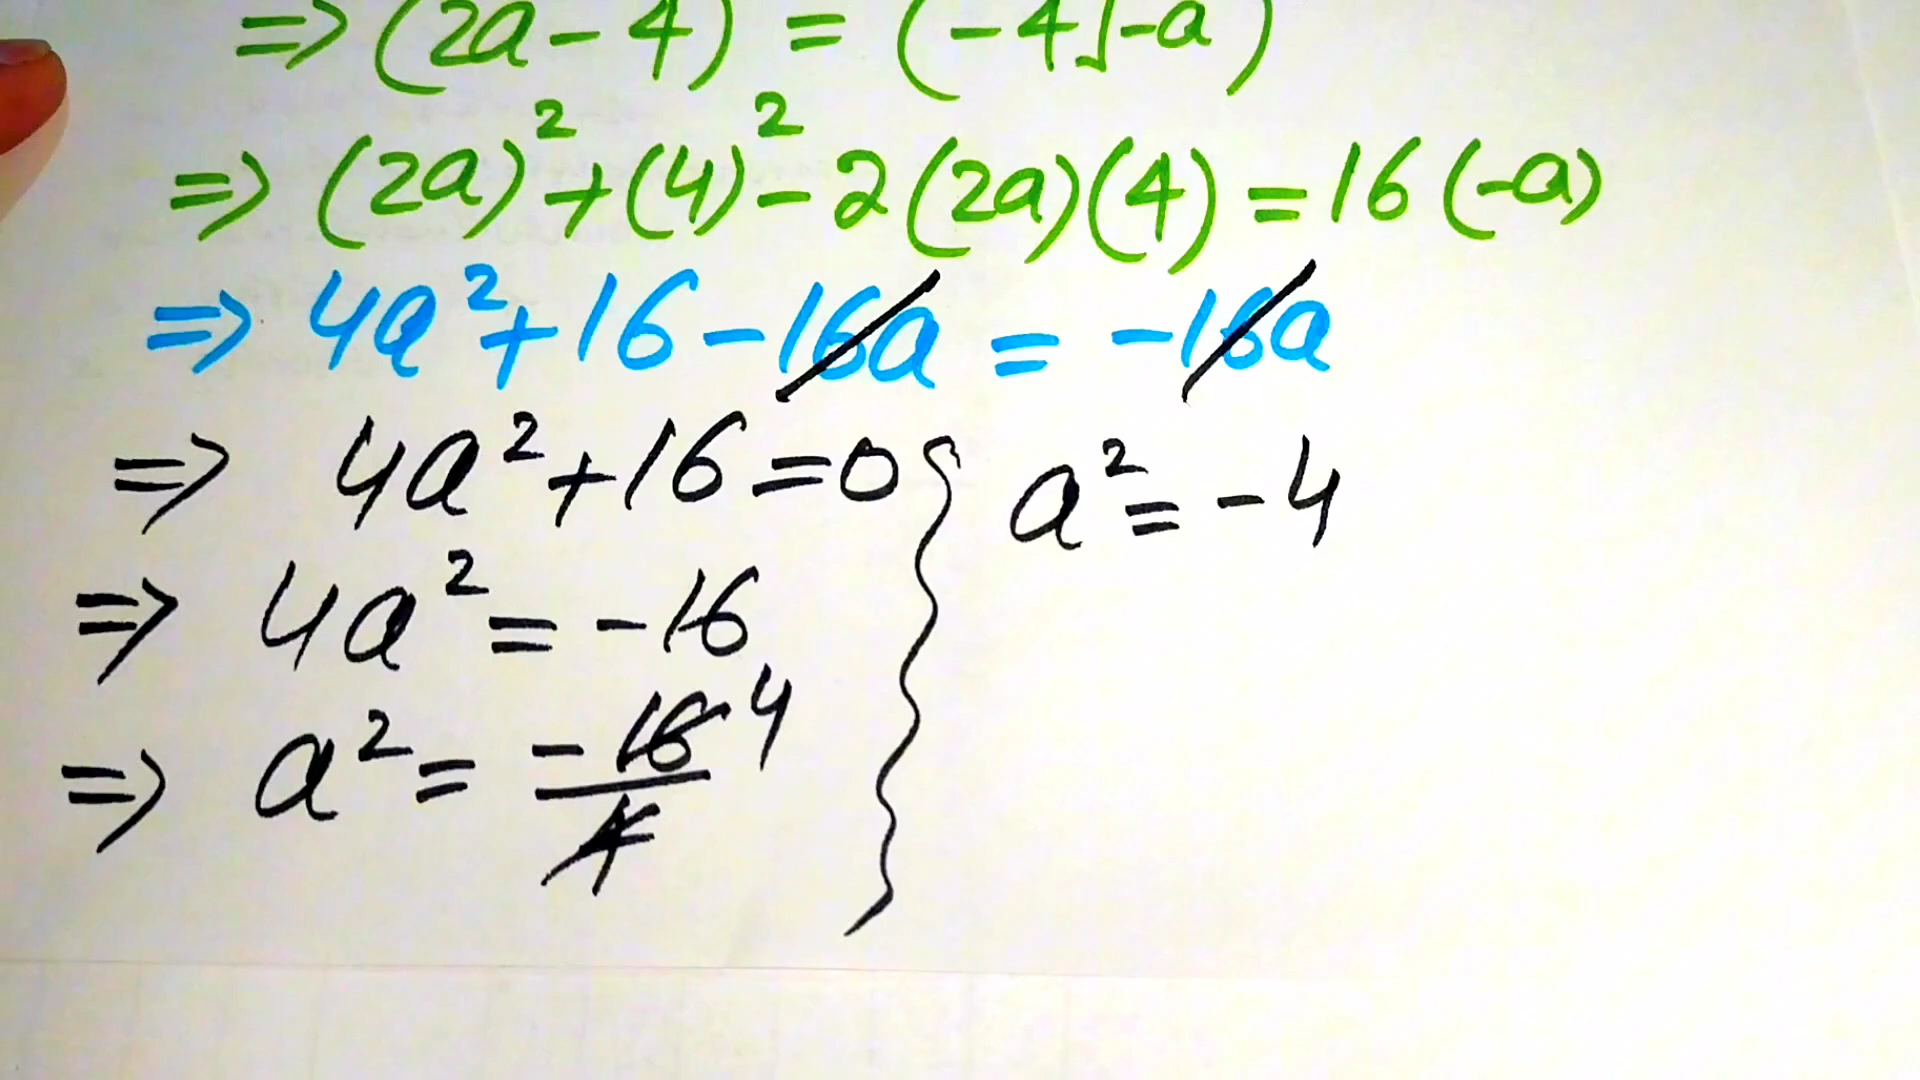 ⇒ (2a - 4) = (-4√-a)
⇒ (2a)² + (4)² - 2(2a)(4) = 16(-a)
⇒ 4a² + 16 - 16a = -16a
⇒ 4a² + 16 = 0
⇒ 4a² = -16
⇒ a² = -16/4 4
a² = -4